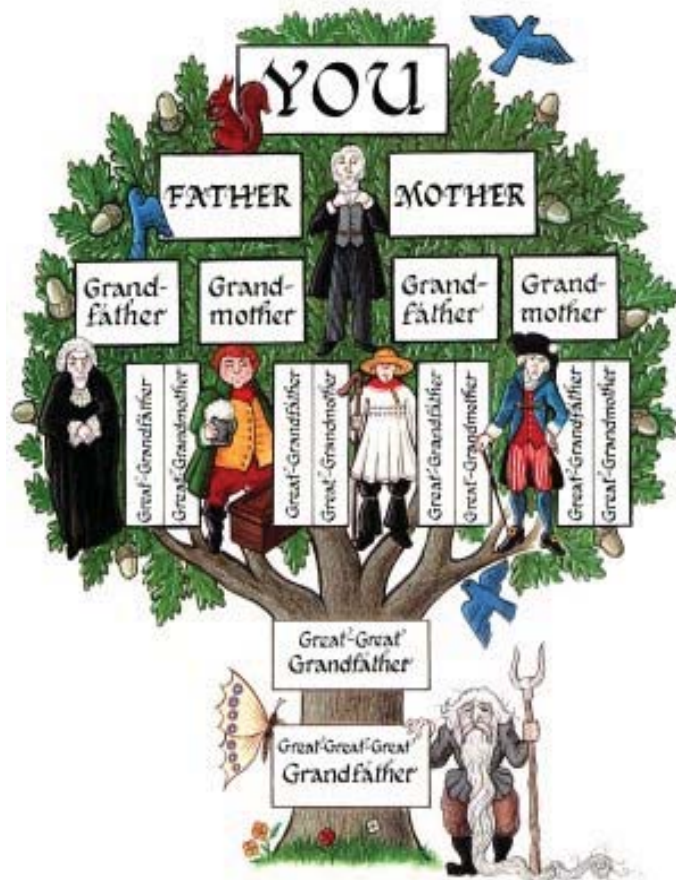 YOU
FATHER
MOTHER
Grand-
father
Grand-
mother
Grand-
father
Grand-
mother
Great-Grandfather
Great-Grandmother
Great-Grandfather
Great-Grandmother
Great-Grandfather
Great-Grandmother
Great-Grandfather
Great-Grandmother
Great-Great
Grandfather
Great-Great-Great
Grandfather